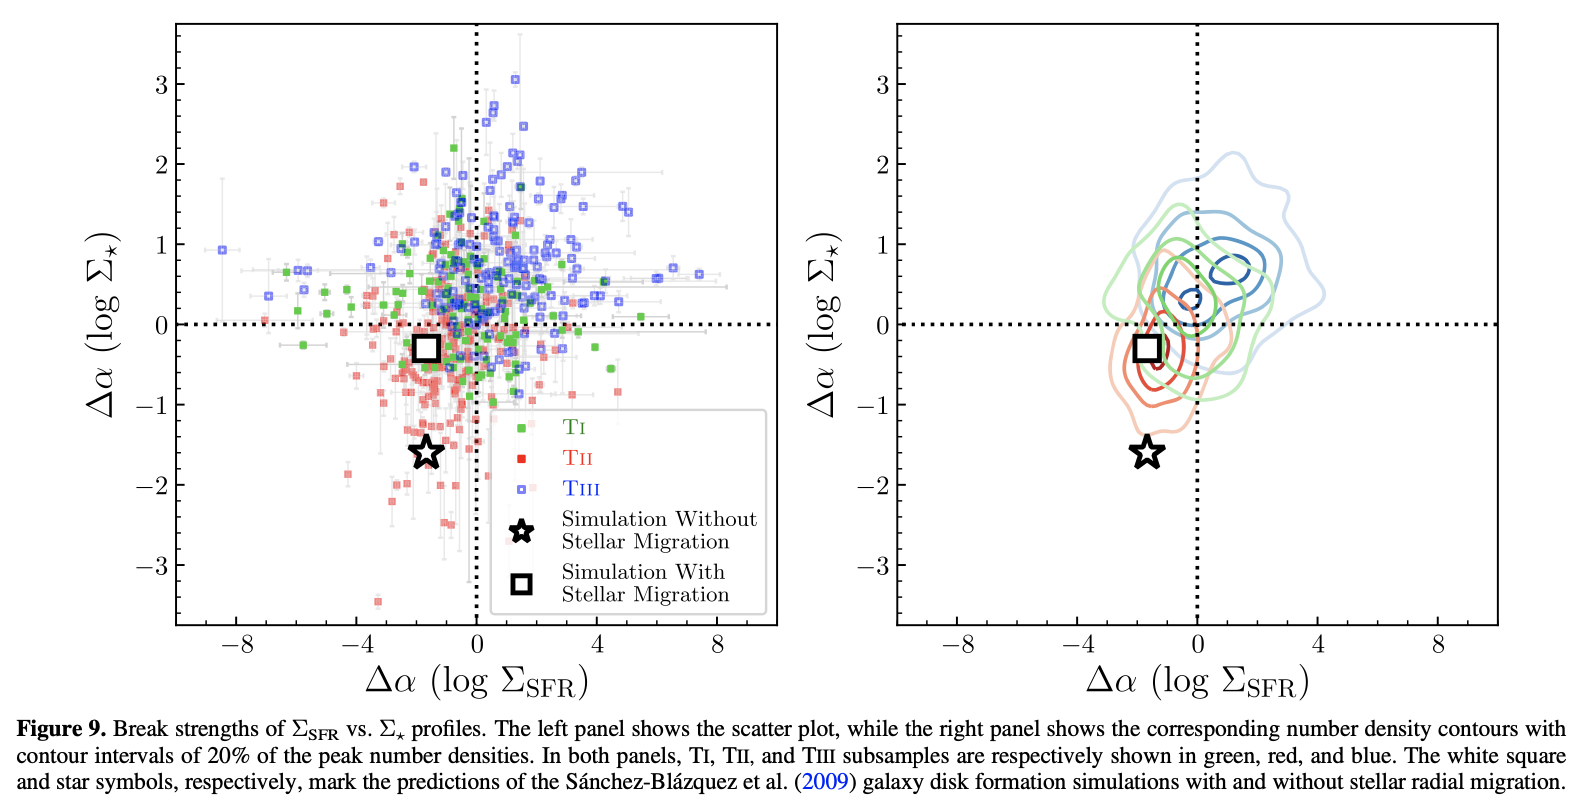 3
2
1
0
−1
−2
−3
Δα (log Σ⋆)
−8 −4 0 4 8
Δα (log ΣSFR)
TI
TII
TIII
Simulation Without
Stellar Migration
Simulation With
Stellar Migration
3
2
1
0
−1
−2
−3
Δα (log Σ⋆)
−8 −4 0 4 8
Δα (log ΣSFR)
Figure 9. Break strengths of ΣSFR vs. Σ⋆ profiles. The left panel shows the scatter plot, while the right panel shows the corresponding number density contours with
contour intervals of 20% of the peak number densities. In both panels, TI, TII, and TIII subsamples are respectively shown in green, red, and blue. The white square
and star symbols, respectively, mark the predictions of the Sánchez-Blázquez et al. (2009) galaxy disk formation simulations with and without stellar radial migration.